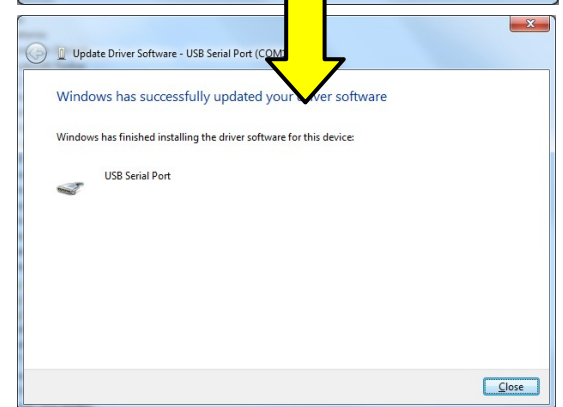 Update Driver Software - USB Serial Port (COM
Windows has successfully updated your driver software
Windows has finished installing the driver software for this device:
USB Serial Port
Close